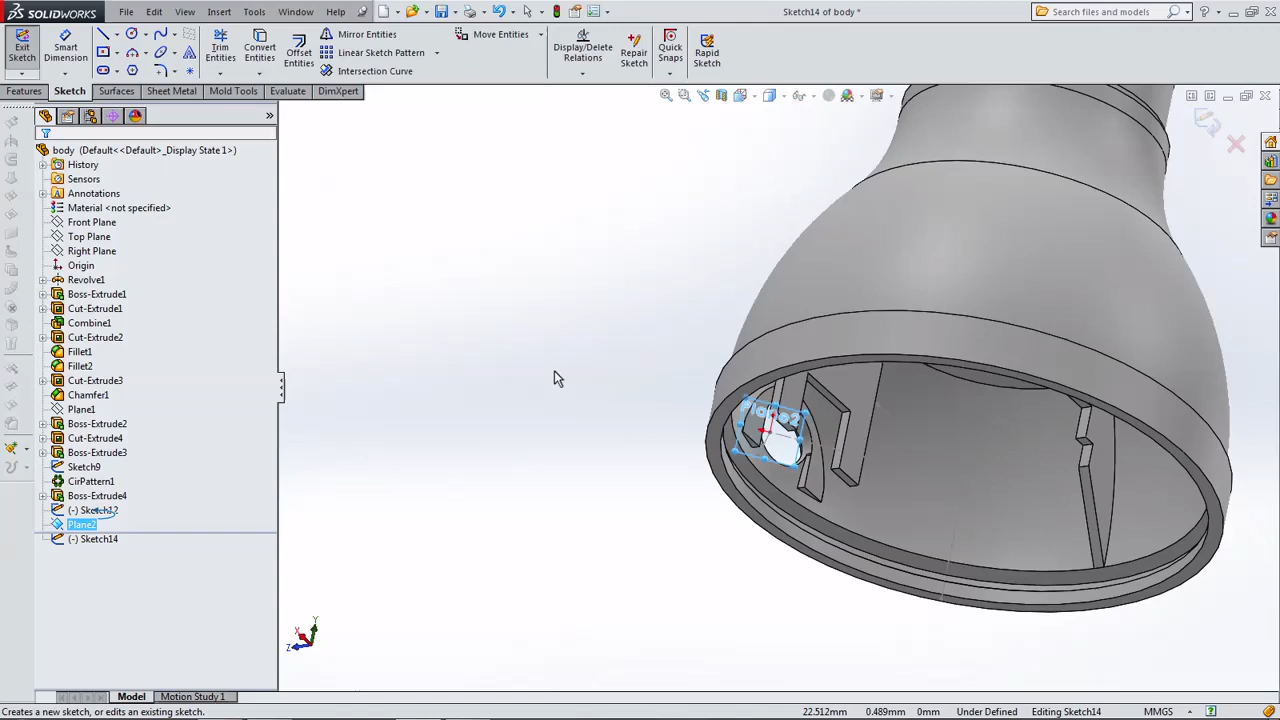 SOLIDWORKS File Edit View Insert Tools Window Help Sketch14 of body Search files and models
Exit Sketch
Smart Dimension
Trim Entities
Convert Entities
Offset Entities
Mirror Entities
Linear Sketch Pattern
Intersection Curve
Move Entities
Display/Delete Relations
Repair Sketch
Quick Snaps
Rapid Sketch
Features Sketch Surfaces Sheet Metal Mold Tools Evaluate DimXpert
body (Default<<Default>_Display State 1>)
History
Sensors
Annotations
Material <not specified>
Front Plane
Top Plane
Right Plane
Origin
Revolve1
Boss-Extrude1
Cut-Extrude1
Combine1
Cut-Extrude2
Fillet1
Fillet2
Cut-Extrude3
Chamfer1
Plane1
Boss-Extrude2
Cut-Extrude4
Boss-Extrude3
Sketch9
CirPattern1
Boss-Extrude4
(-) Sketch12
Plane2
(-) Sketch14
Plane2
Y
X
Z
Model Motion Study 1
Creates a new sketch, or edits an existing sketch. 22.512mm 0.489mm 0mm Under Defined Editing Sketch14 MMGS